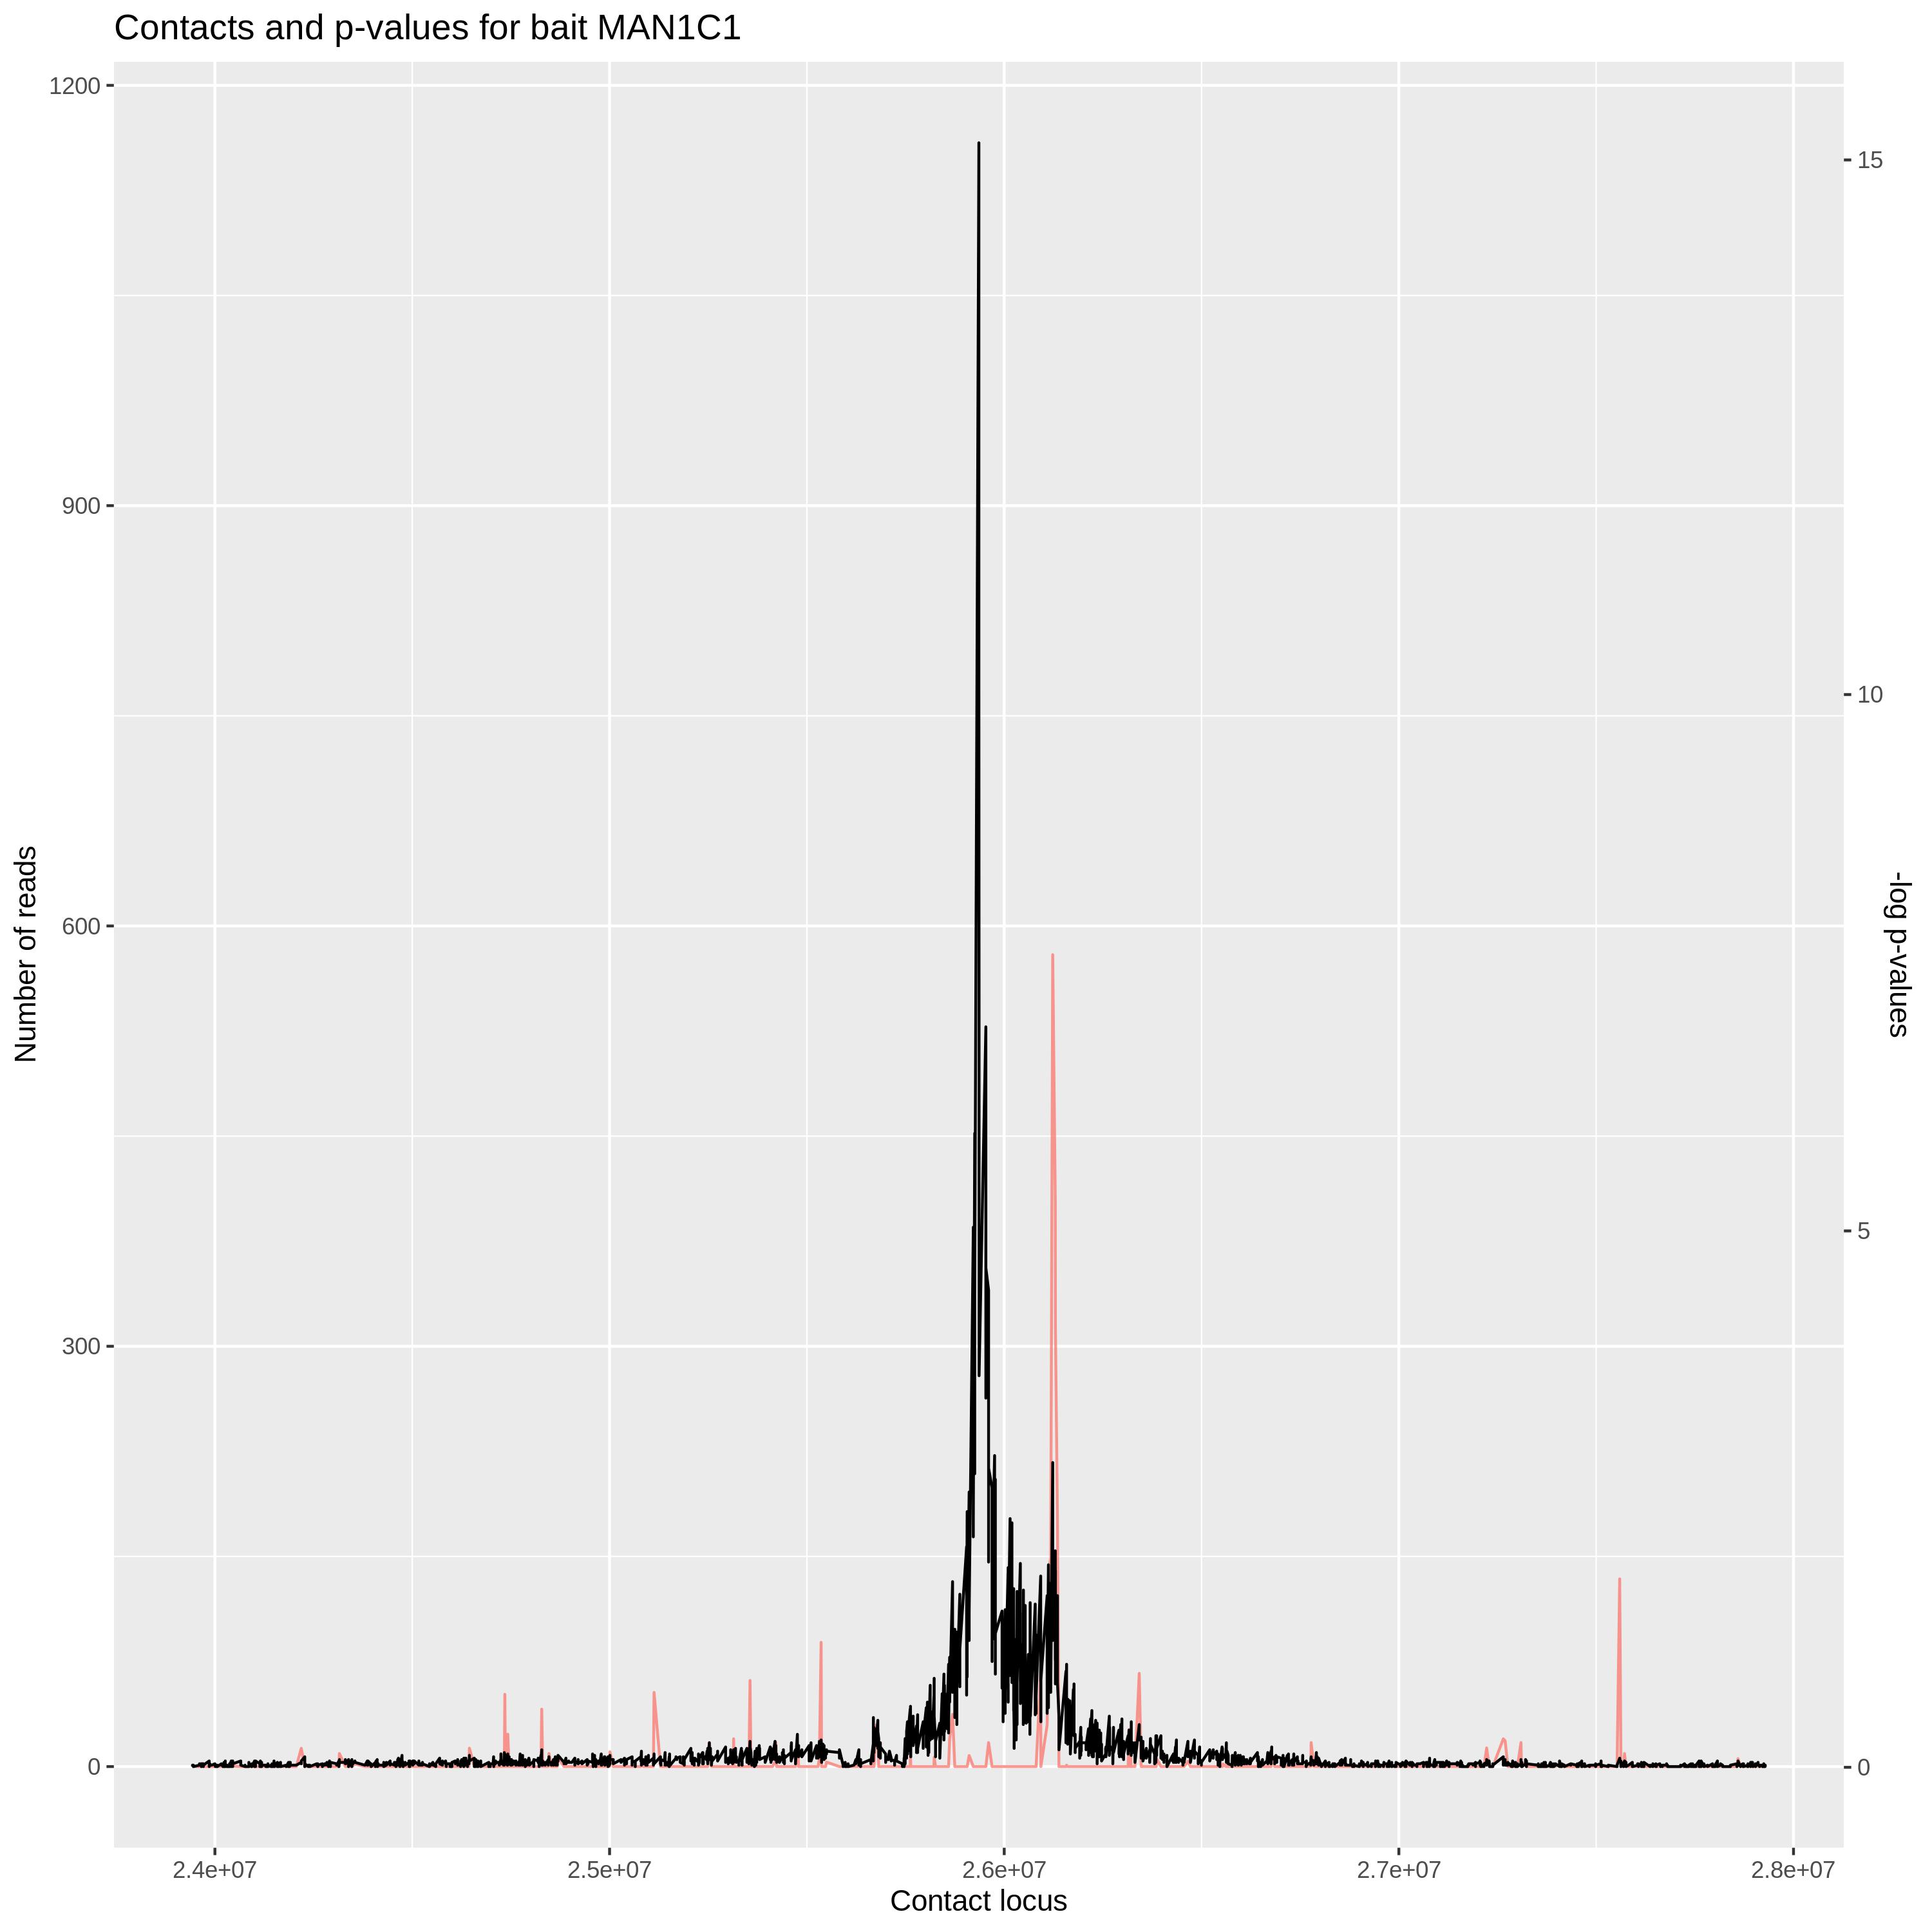 Contacts and p-values for bait MAN1C1
1200
900
600
300
0
Number of reads
15
10
5
0
-log p-values
2.4e+07
2.5e+07
2.6e+07
2.7e+07
2.8e+07
Contact locus